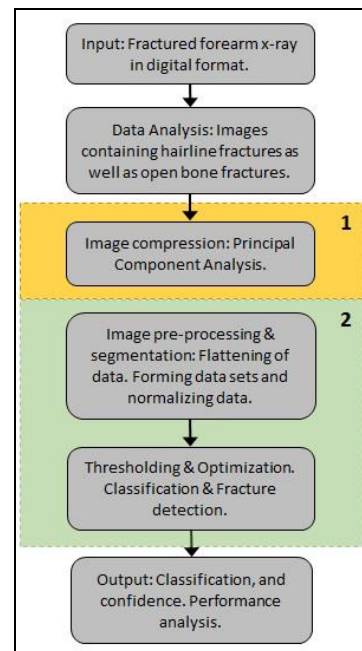 Input: Fractured forearm x-ray
in digital format.
Data Analysis: Images
containing hairline fractures as
well as open bone fractures.
1
Image compression: Principal
Component Analysis.
2
Image pre-processing &
segmentation: Flattening of
data. Forming data sets and
normalizing data.
Thresholding & Optimization.
Classification & Fracture
detection.
Output: Classification, and
confidence. Performance
analysis.